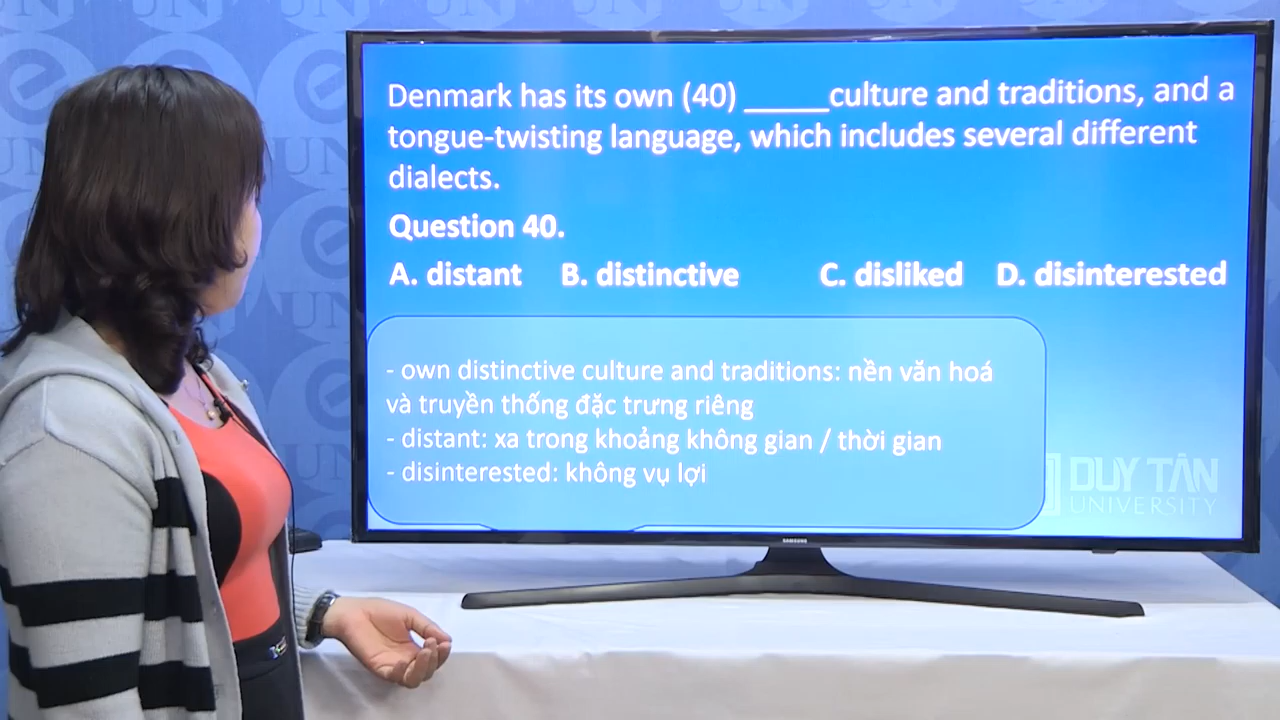 Denmark has its own (40) _____culture and traditions, and a
tongue-twisting language, which includes several different
dialects.
Question 40.
A. distant B. distinctive C. disliked D. disinterested
- own distinctive culture and traditions: nền văn hoá
và truyền thống đặc trưng riêng
- distant: xa trong khoảng không gian / thời gian
- disinterested: không vụ lợi
DUY TÂN
UNIVERSITY
SAMSUNG